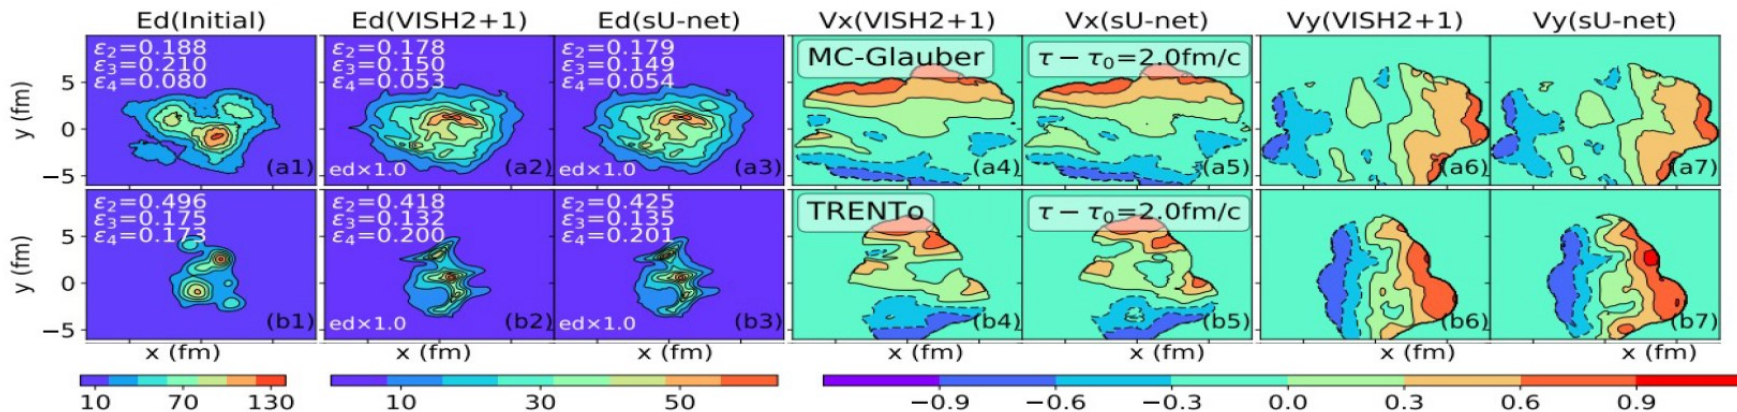 Ed(Initial) Ed(VISH2+1) Ed(sU-net) Vx(VISH2+1) Vx(sU-net) Vy(VISH2+1) Vy(sU-net)
ε₂=0.188 ε₂=0.178 ε₂=0.179 MC-Glauber τ − τ₀=2.0fm/c
ε₃=0.210 ε₃=0.150 ε₃=0.149
ε₄=0.080 ε₄=0.053 ε₄=0.054
y (fm)
5
0
−5
ed×1.0 ed×1.0
(a1) (a2) (a3) (a4) (a5) (a6) (a7)
ε₂=0.496 ε₂=0.418 ε₂=0.425 TRENTo τ − τ₀=2.0fm/c
ε₃=0.175 ε₃=0.132 ε₃=0.135
ε₄=0.173 ε₄=0.200 ε₄=0.201
y (fm)
5
0
−5
ed×1.0 ed×1.0
(b1) (b2) (b3) (b4) (b5) (b6) (b7)
x (fm) x (fm) x (fm) x (fm) x (fm) x (fm) x (fm)
10 70 130 10 30 50 −0.9 −0.6 −0.3 0.0 0.3 0.6 0.9